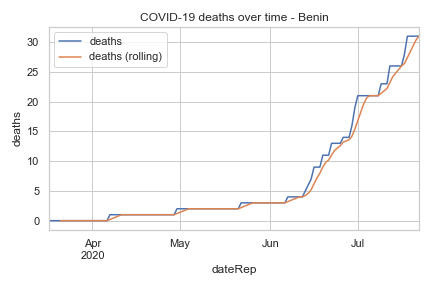 COVID-19 deaths over time - Benin
deaths
deaths (rolling)
deaths
30
25
20
15
10
5
0
Apr
2020
May
Jun
Jul
dateRep